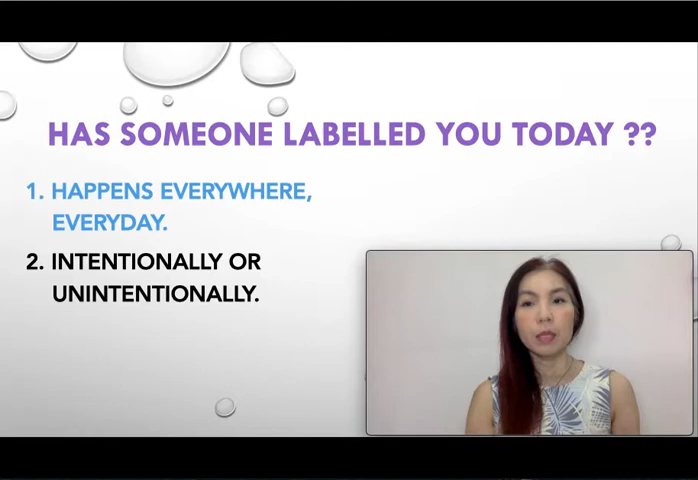 HAS SOMEONE LABELLED YOU TODAY ??
1. HAPPENS EVERYWHERE,
EVERYDAY.
2. INTENTIONALLY OR
UNINTENTIONALLY.